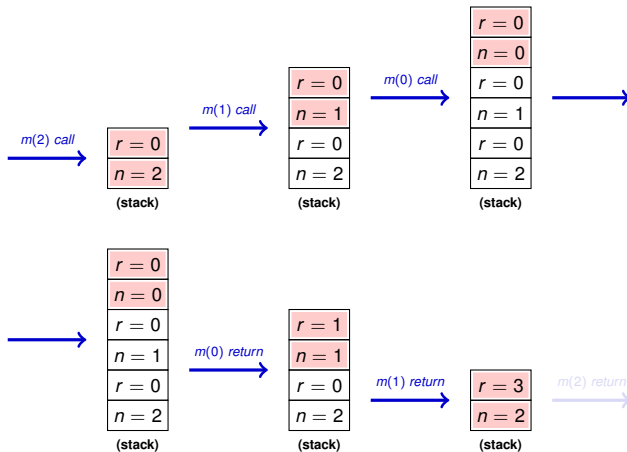 m(2) call
r = 0
n = 2
(stack)
m(1) call
r = 0
n = 1
r = 0
n = 2
(stack)
m(0) call
r = 0
n = 0
r = 0
n = 1
r = 0
n = 2
(stack)
r = 0
n = 0
r = 0
n = 1
r = 0
n = 2
(stack)
m(0) return
r = 1
n = 1
r = 0
n = 2
(stack)
m(1) return
r = 3
n = 2
(stack)
m(2) return